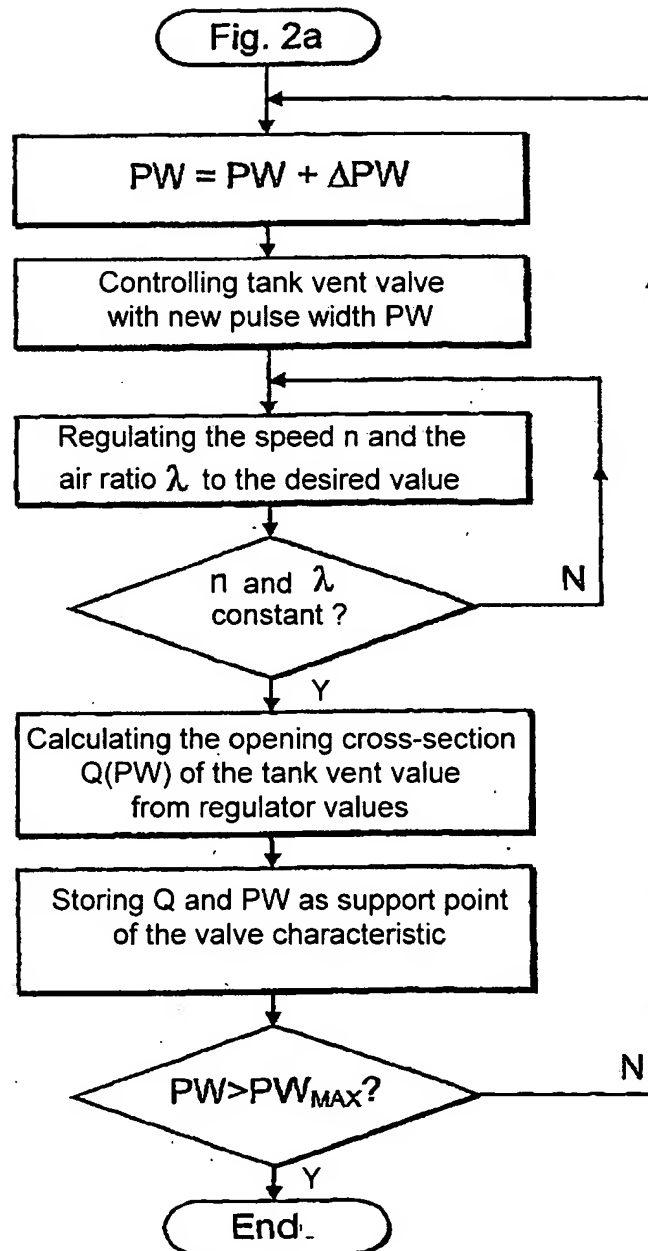 Fig. 2a
PW = PW + ΔPW
Controlling tank vent valve
with new pulse width PW
Regulating the speed n and the
air ratio λ to the desired value
n and λ
constant ?
N
Y
Calculating the opening cross-section
Q(PW) of the tank vent value
from regulator values
Storing Q and PW as support point
of the valve characteristic
PW>PWMAX?
N
Y
End